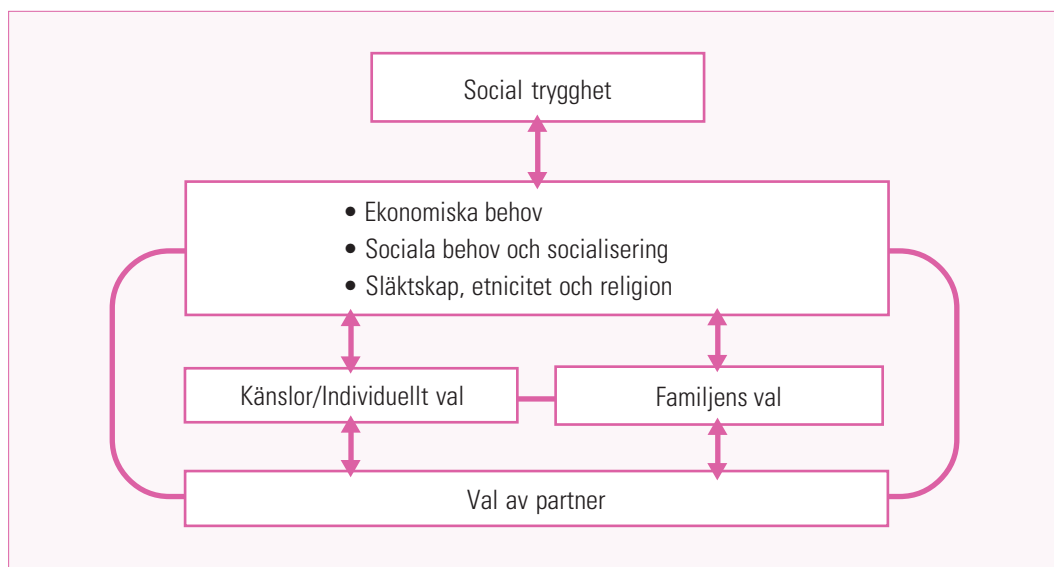 Social trygghet
• Ekonomiska behov
• Sociala behov och socialisering
• Släktskap, etnicitet och religion
Känslor/Individuellt val
Familjens val
Val av partner